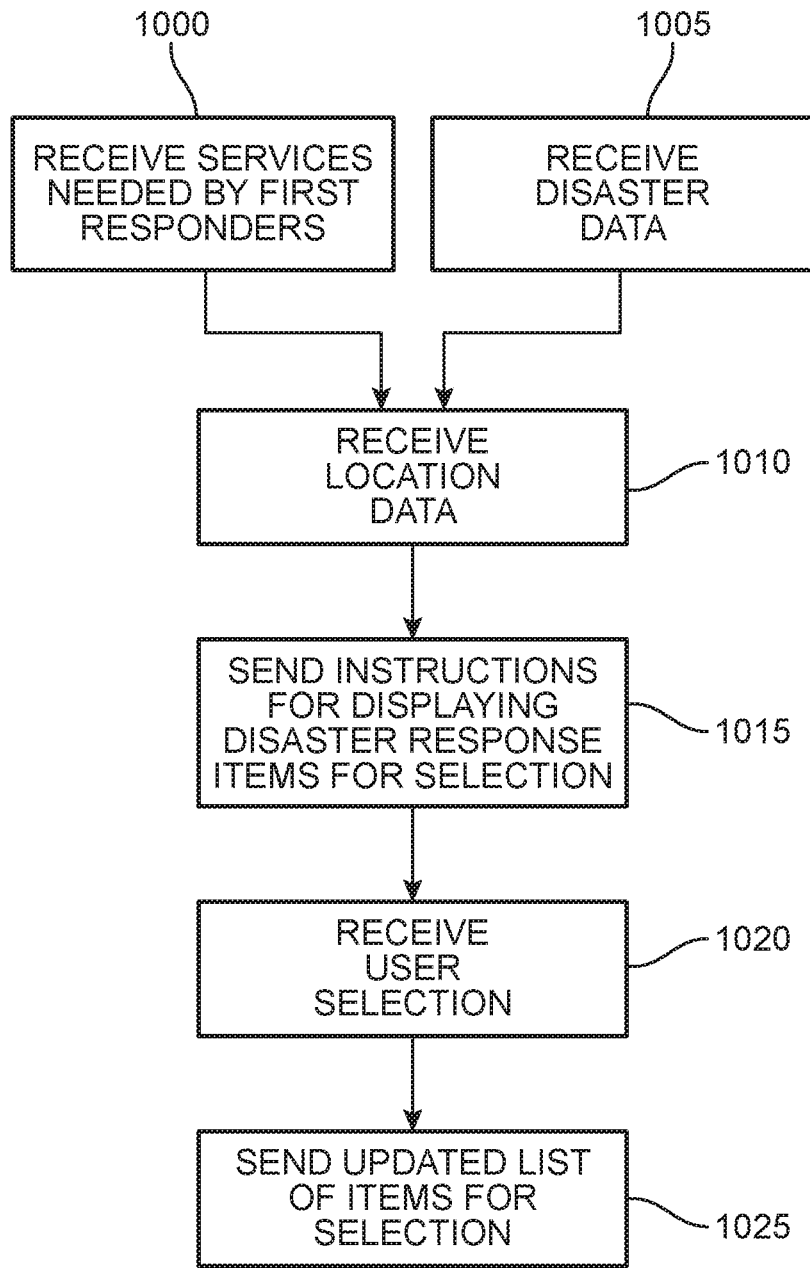 1000
1005
RECEIVE SERVICES
NEEDED BY FIRST
RESPONDERS
RECEIVE
DISASTER
DATA
RECEIVE
LOCATION
DATA
1010
SEND INSTRUCTIONS
FOR DISPLAYING
DISASTER RESPONSE
ITEMS FOR SELECTION
1015
RECEIVE
USER
SELECTION
1020
SEND UPDATED LIST
OF ITEMS FOR
SELECTION
1025